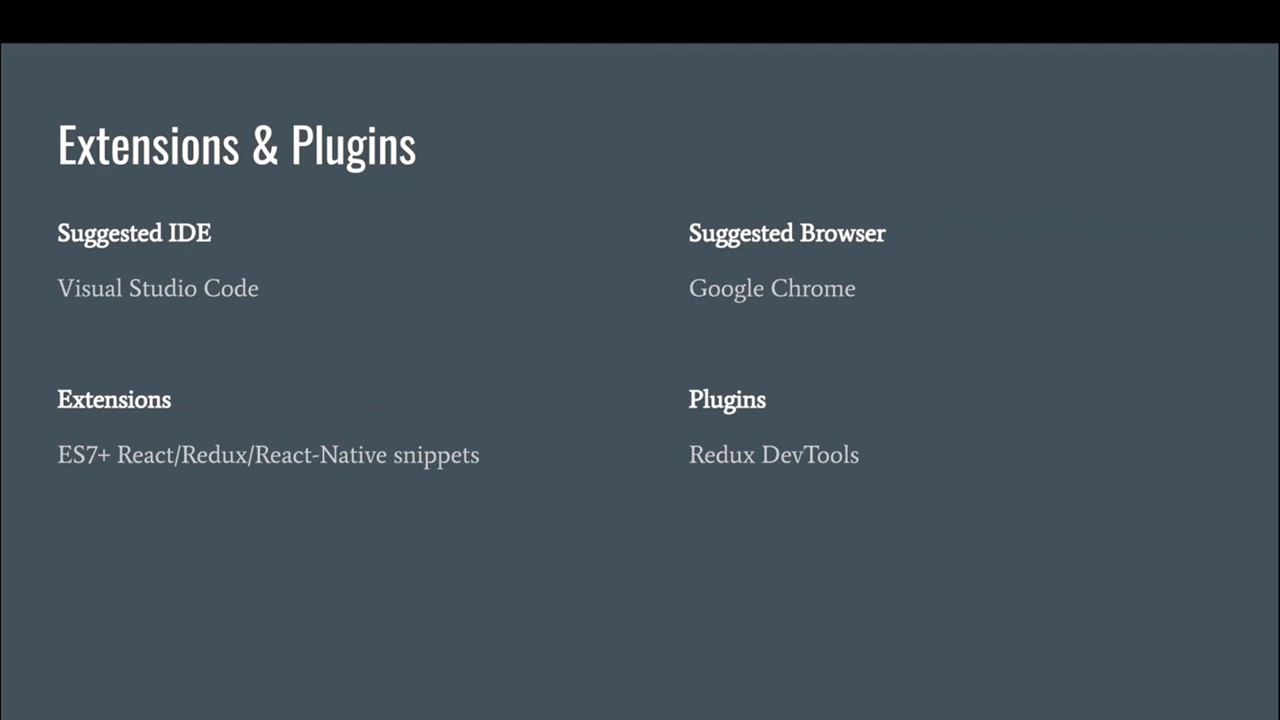 Extensions & Plugins
Suggested IDE
Visual Studio Code
Extensions
ES7+ React/Redux/React-Native snippets
Suggested Browser
Google Chrome
Plugins
Redux DevTools